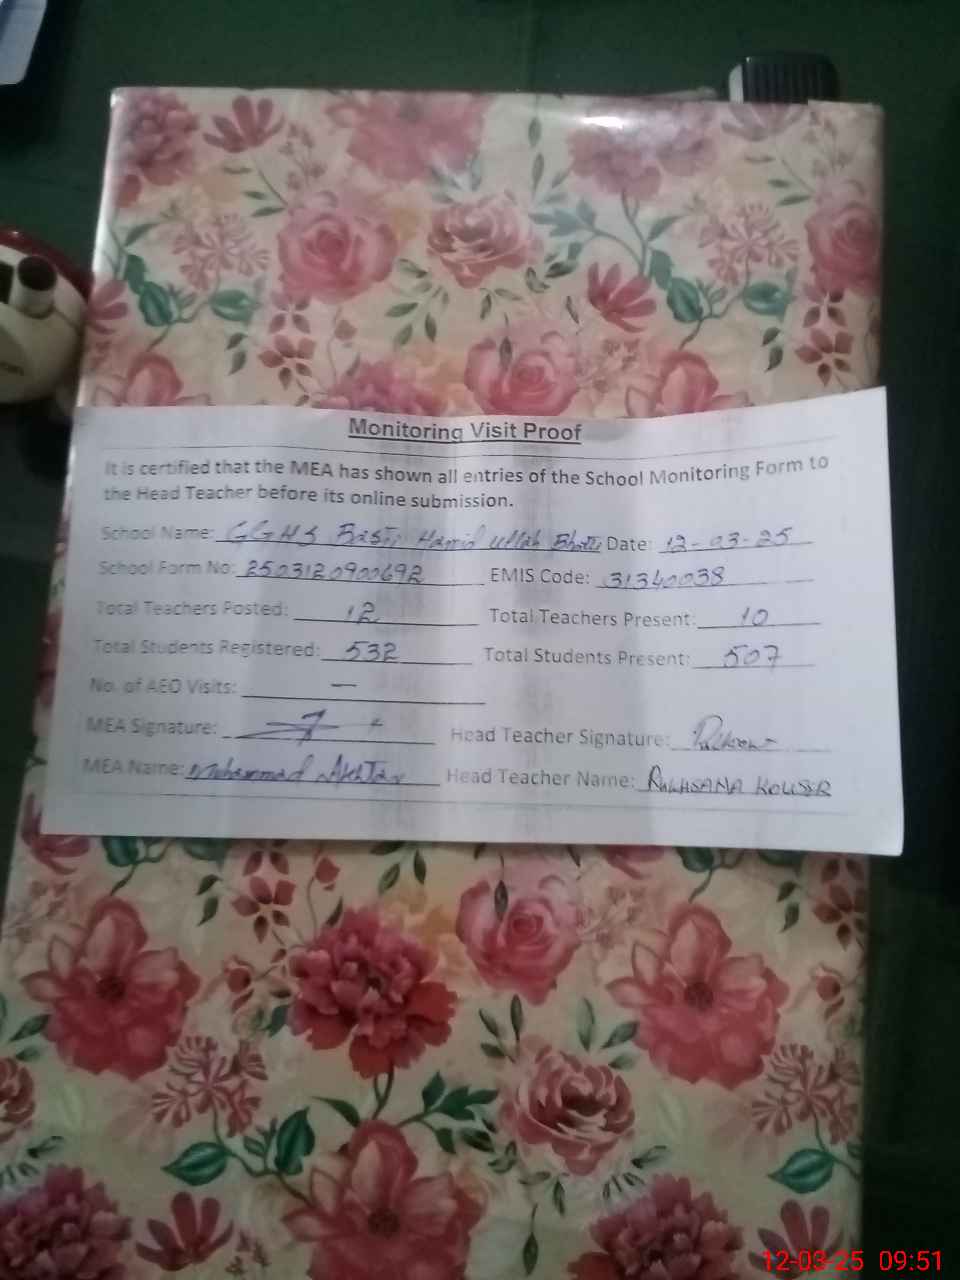 Monitoring Visit Proof
It is certified that the MEA has shown all entries of the School Monitoring Form to
the Head Teacher before its online submission.
School Name: GGHS Basti Hamid Ullah Bhatti Date: 12-03-25
School Form No: 2503120900692 EMIS Code: 31340038
Total Teachers Posted: 12 Total Teachers Present: 10
Total Students Registered: 532 Total Students Present: 507
No. of AEO Visits: —
MEA Signature: Head Teacher Signature:
MEA Name: Muhammad Akhtar Head Teacher Name: RUKHSANA KOUSER
12-03-25 09:51